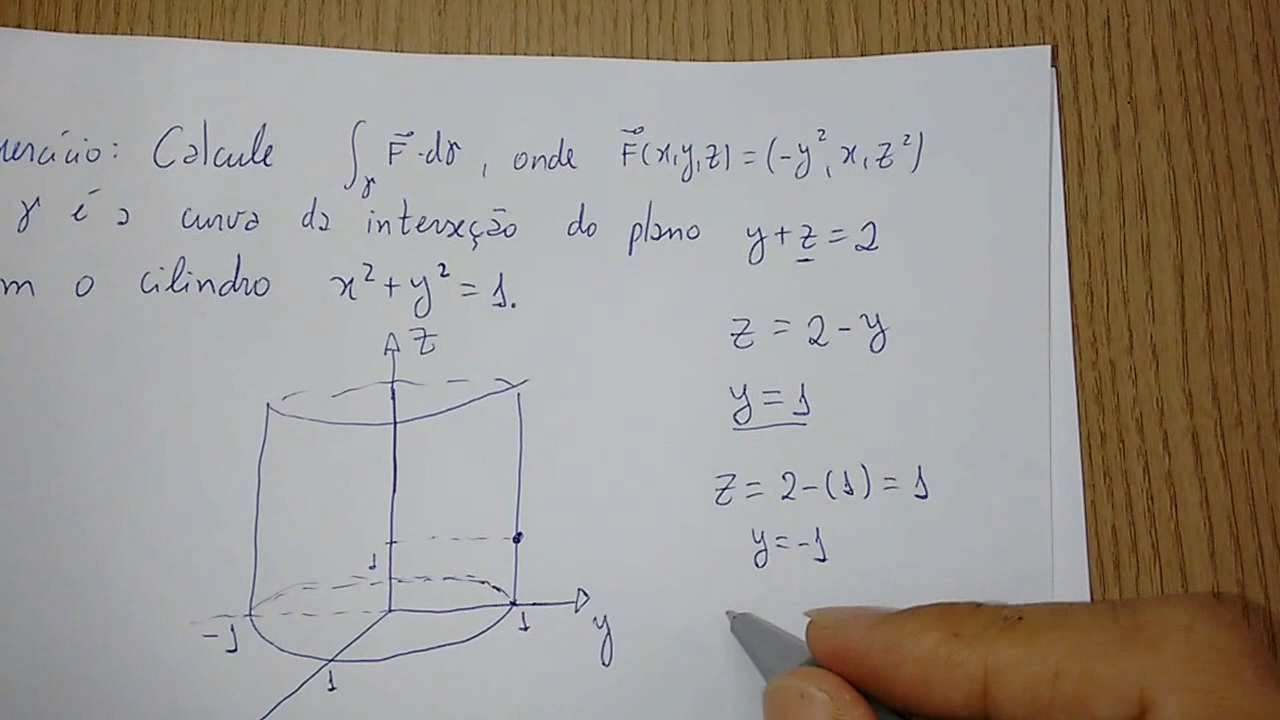 ercício: Calcule ∫γ F⃗·dr, onde F⃗(x,y,z)=(-y², x, z²)
γ é a curva da interseção do plano y+z=2
m o cilindro x²+y²=1.
z = 2-y
y=1
z = 2-(1)=1
y=-1
z
1
-1
1
y
1